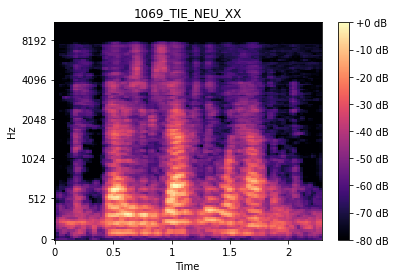 1069_TIE_NEU_XX
8192
4096
2048
1024
512
0
Hz
0 0.5 1 1.5 2
Time
+0 dB
-10 dB
-20 dB
-30 dB
-40 dB
-50 dB
-60 dB
-70 dB
-80 dB